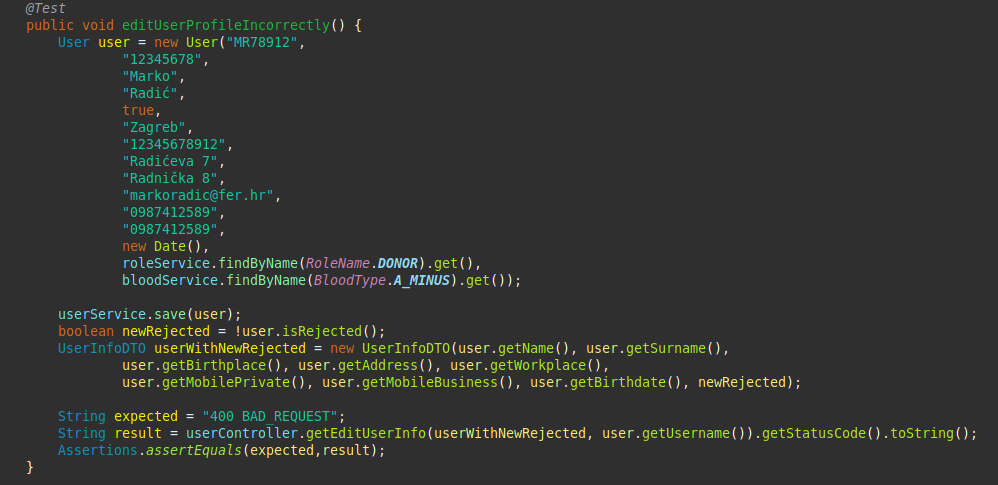 @Test
public void editUserProfileIncorrectly() {
    User user = new User("MR78912",
            "12345678",
            "Marko",
            "Radić",
            true,
            "Zagreb",
            "12345678912",
            "Radićeva 7",
            "Radnička 8",
            "markoradic@fer.hr",
            "0987412589",
            "0987412589",
            new Date(),
            roleService.findByName(RoleName.DONOR).get(),
            bloodService.findByName(BloodType.A_MINUS).get());

    userService.save(user);
    boolean newRejected = !user.isRejected();
    UserInfoDTO userWithNewRejected = new UserInfoDTO(user.getName(), user.getSurname(),
            user.getBirthplace(), user.getAddress(), user.getWorkplace(),
            user.getMobilePrivate(), user.getMobileBusiness(), user.getBirthdate(), newRejected);

    String expected = "400 BAD_REQUEST";
    String result = userController.getEditUserInfo(userWithNewRejected, user.getUsername()).getStatusCode().toString();
    Assertions.assertEquals(expected,result);
}